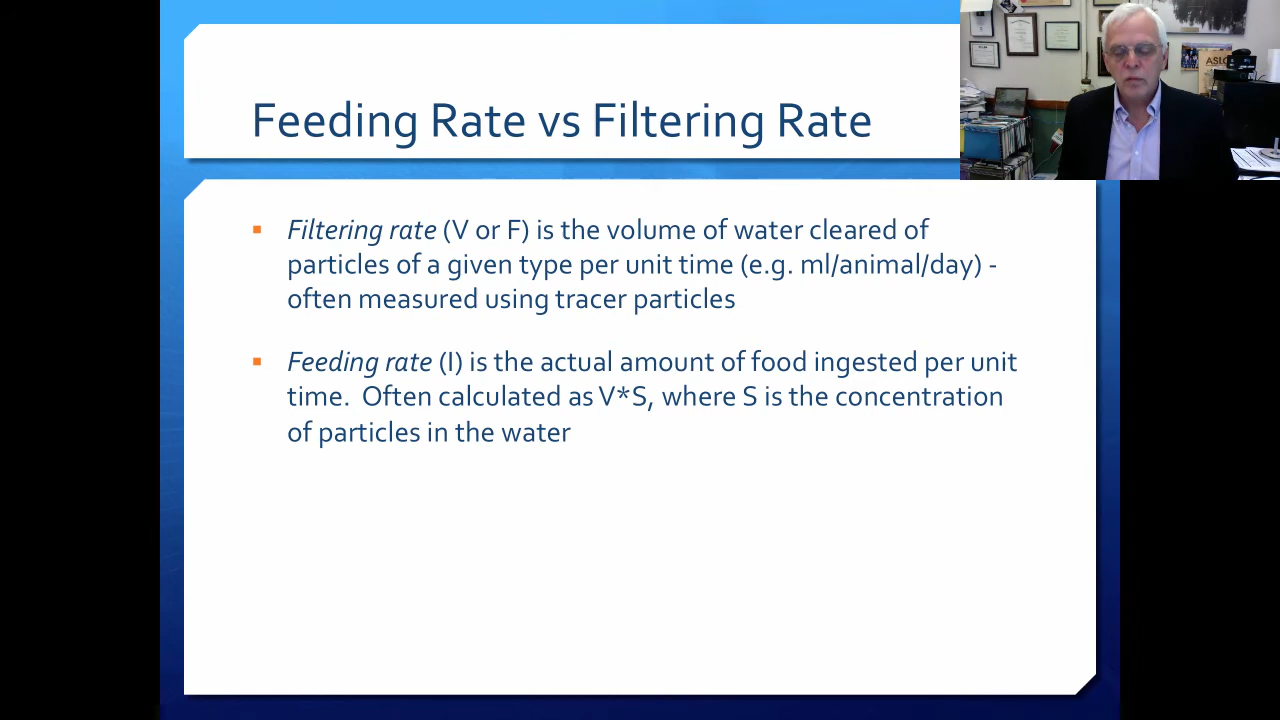 Feeding Rate vs Filtering Rate
▪ Filtering rate (V or F) is the volume of water cleared of
particles of a given type per unit time (e.g. ml/animal/day) -
often measured using tracer particles
▪ Feeding rate (I) is the actual amount of food ingested per unit
time. Often calculated as V*S, where S is the concentration
of particles in the water